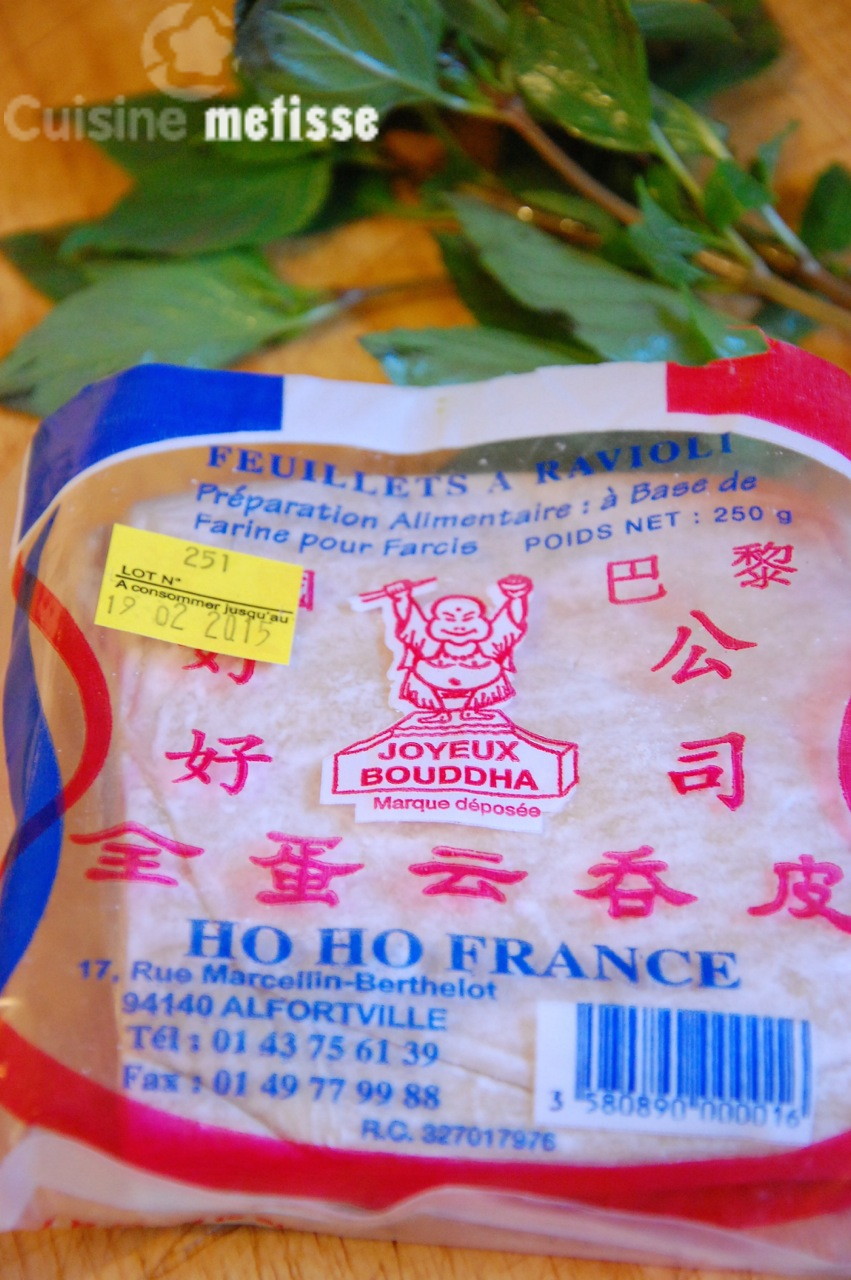 Cuisine metisse
FEUILLETS A RAVIOLI
Préparation Alimentaire : à Base de
Farine pour Farcis POIDS NET : 250 g
251
LOT N°
A consommer jusqu'au
19 02 2015
巴黎
好 公
好 司
JOYEUX
BOUDDHA
Marque déposée
全蛋云吞皮
HO HO FRANCE
17, Rue Marcellin-Berthelot
94140 ALFORTVILLE
Tél : 01 43 75 61 39
Fax : 01 49 77 99 88
3 580890 000016
R.C. 327017976